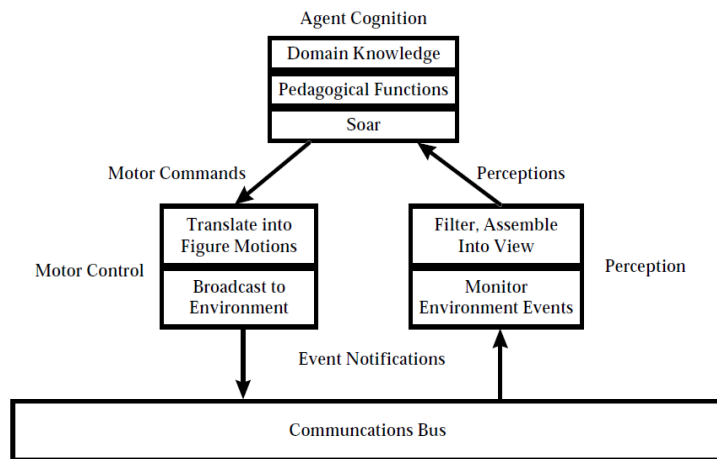 Agent Cognition
Domain Knowledge
Pedagogical Functions
Soar
Motor Commands
Perceptions
Translate into
Figure Motions
Filter, Assemble
Into View
Motor Control
Perception
Broadcast to
Environment
Monitor
Environment Events
Event Notifications
Communcations Bus